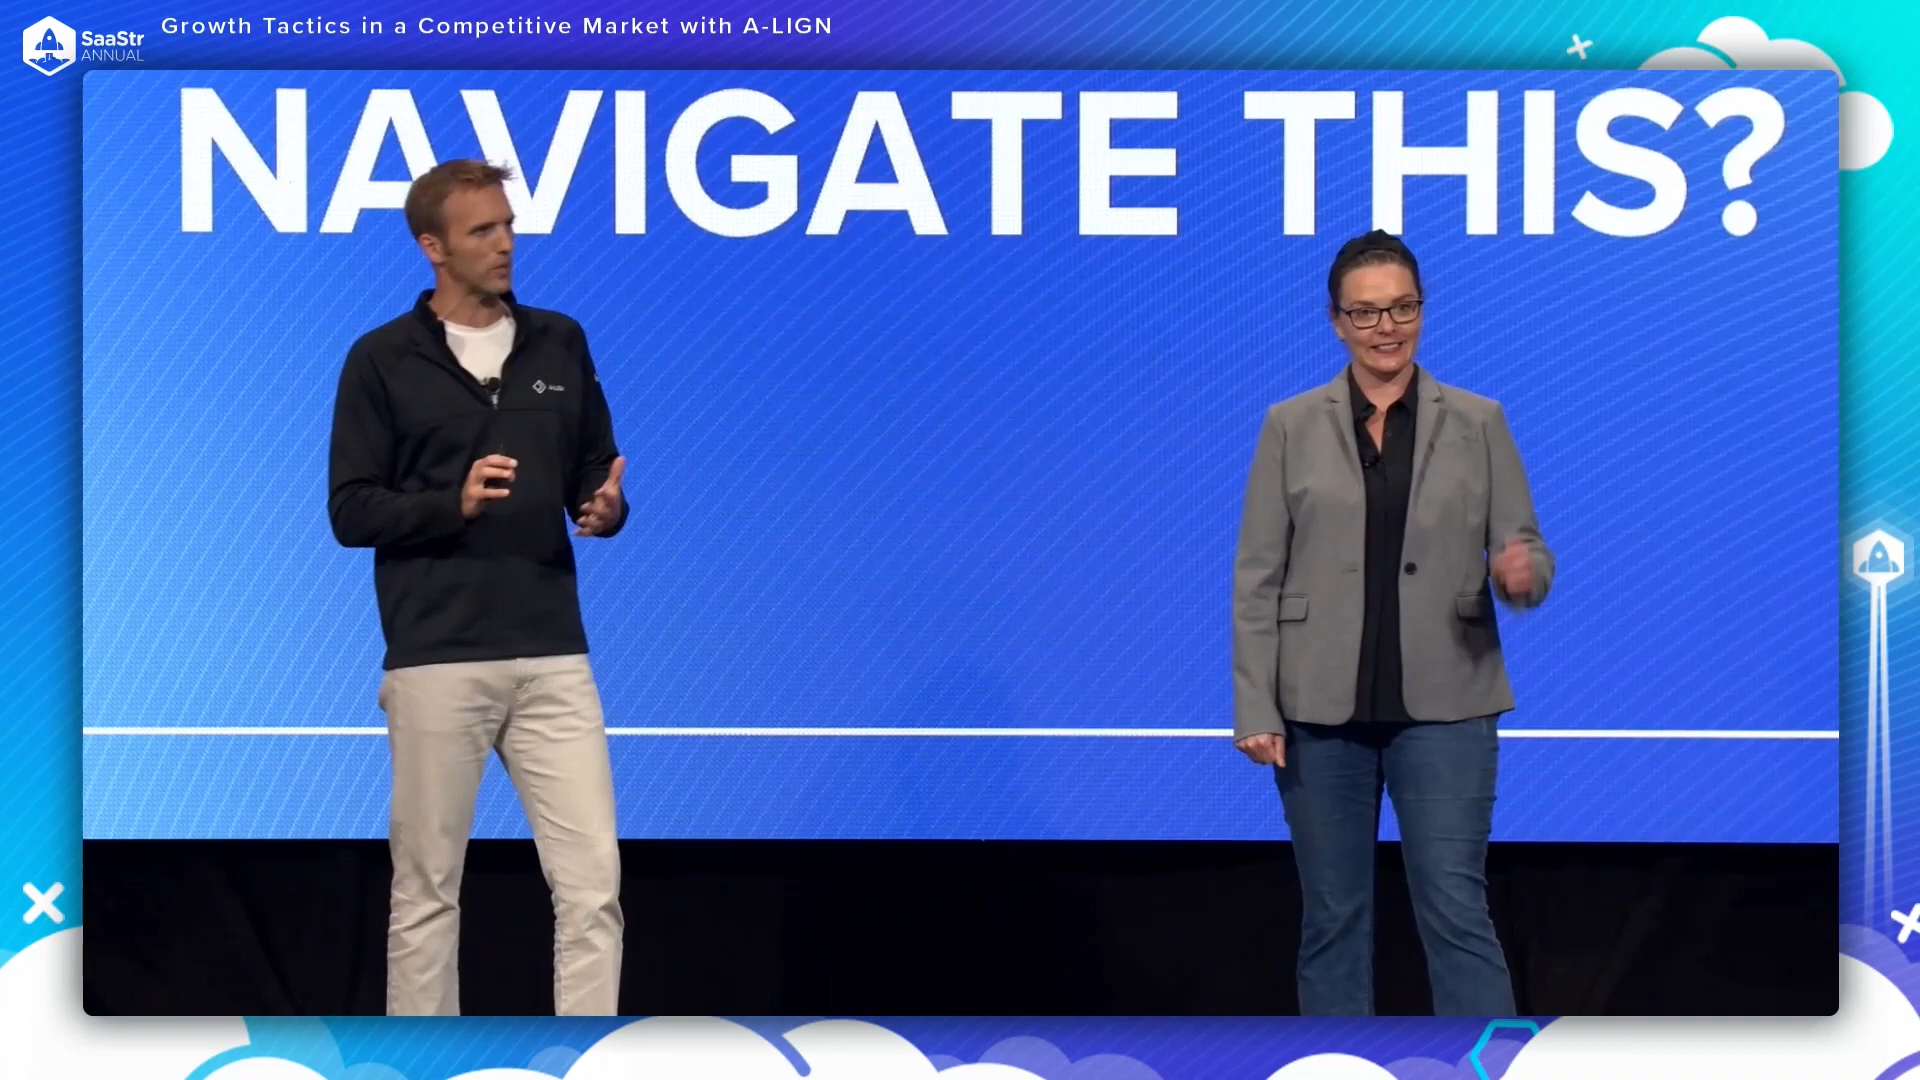 Growth Tactics in a Competitive Market with A-LIGN
SaaStr
ANNUAL
NAVIGATE THIS?